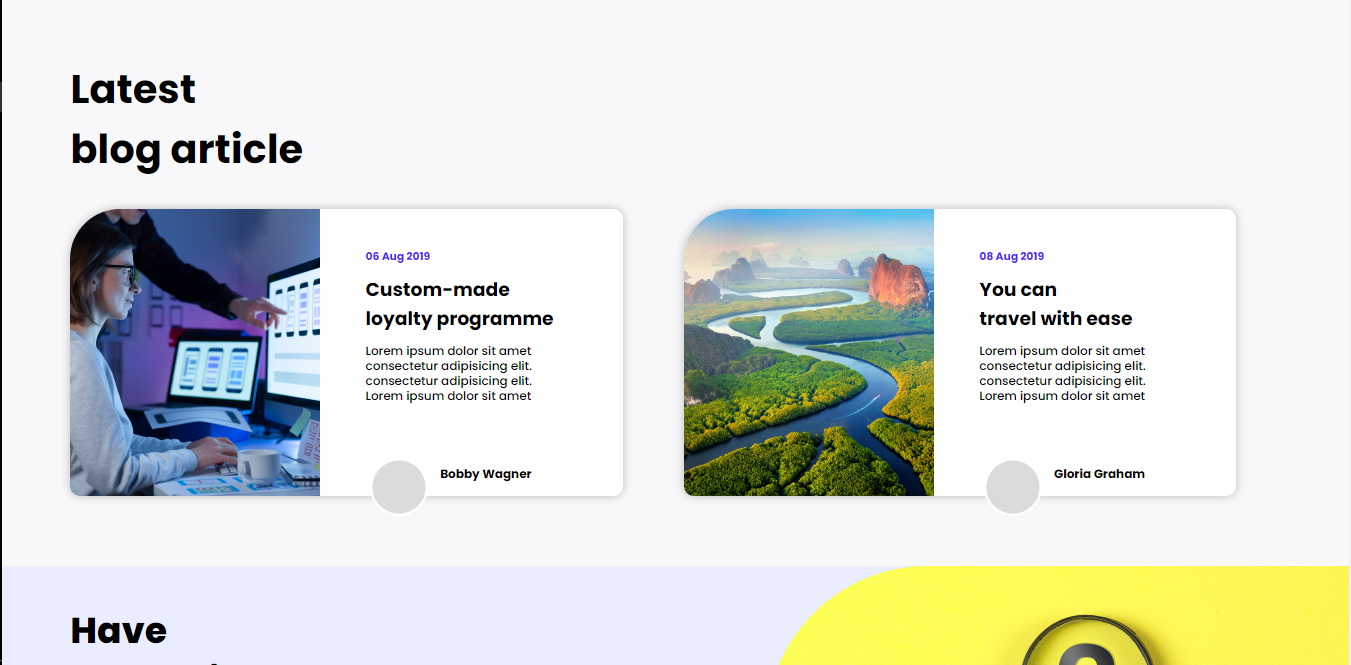 Latest
blog article
06 Aug 2019
Custom-made
loyalty programme
Lorem ipsum dolor sit amet
consectetur adipisicing elit.
consectetur adipisicing elit.
Lorem ipsum dolor sit amet
Bobby Wagner
08 Aug 2019
You can
travel with ease
Lorem ipsum dolor sit amet
consectetur adipisicing elit.
consectetur adipisicing elit.
Lorem ipsum dolor sit amet
Gloria Graham
Have